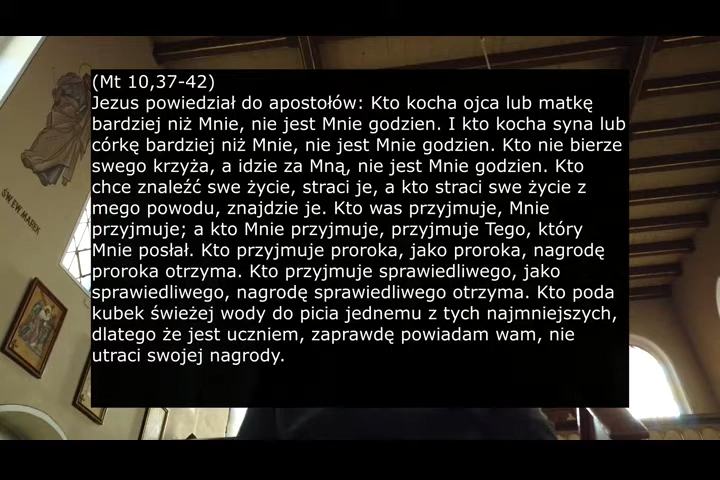 (Mt 10,37-42)
Jezus powiedział do apostołów: Kto kocha ojca lub matkę
bardziej niż Mnie, nie jest Mnie godzien. I kto kocha syna lub
córkę bardziej niż Mnie, nie jest Mnie godzien. Kto nie bierze
swego krzyża, a idzie za Mną, nie jest Mnie godzien. Kto
chce znaleźć swe życie, straci je, a kto straci swe życie z
mego powodu, znajdzie je. Kto was przyjmuje, Mnie
przyjmuje; a kto Mnie przyjmuje, przyjmuje Tego, który
Mnie posłał. Kto przyjmuje proroka, jako proroka, nagrodę
proroka otrzyma. Kto przyjmuje sprawiedliwego, jako
sprawiedliwego, nagrodę sprawiedliwego otrzyma. Kto poda
kubek świeżej wody do picia jednemu z tych najmniejszych,
dlatego że jest uczniem, zaprawdę powiadam wam, nie
utraci swojej nagrody.
ŚW EW MAREK